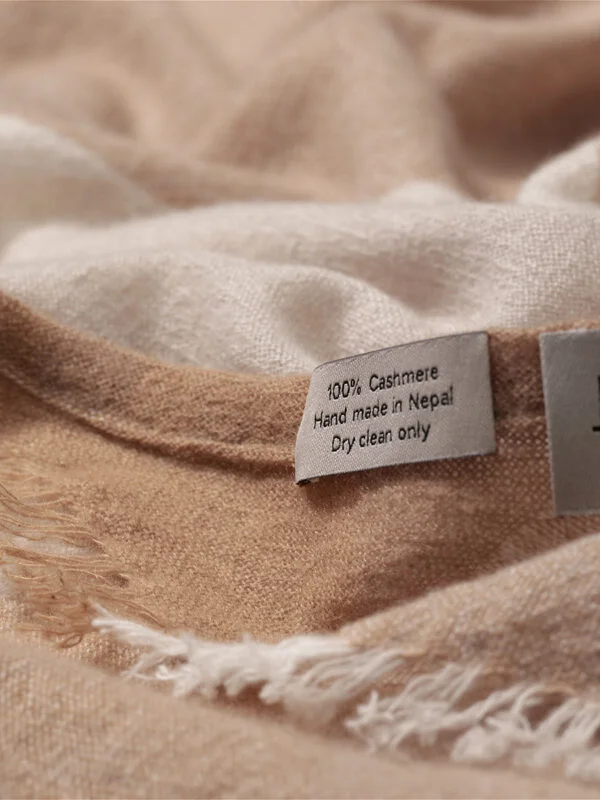 100% Cashmere
Hand made in Nepal
Dry clean only